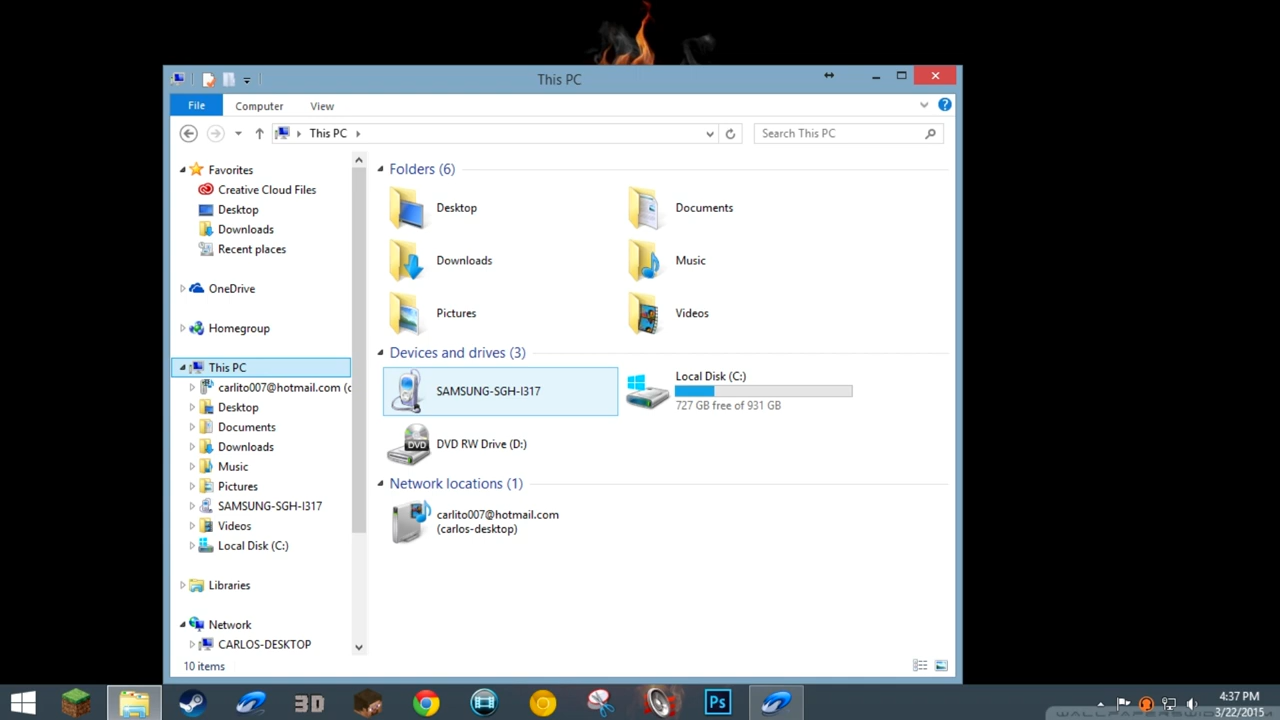 This PC
File
Computer
View
This PC
Search This PC
Favorites
Creative Cloud Files
Desktop
Downloads
Recent places
OneDrive
Homegroup
This PC
carlito007@hotmail.com (c
Desktop
Documents
Downloads
Music
Pictures
SAMSUNG-SGH-I317
Videos
Local Disk (C:)
Libraries
Network
CARLOS-DESKTOP
Folders (6)
Desktop
Documents
Downloads
Music
Pictures
Videos
Devices and drives (3)
SAMSUNG-SGH-I317
Local Disk (C:)
727 GB free of 931 GB
DVD
DVD RW Drive (D:)
Network locations (1)
carlito007@hotmail.com
(carlos-desktop)
10 items
3D
Ps
4:37 PM
3/22/2015